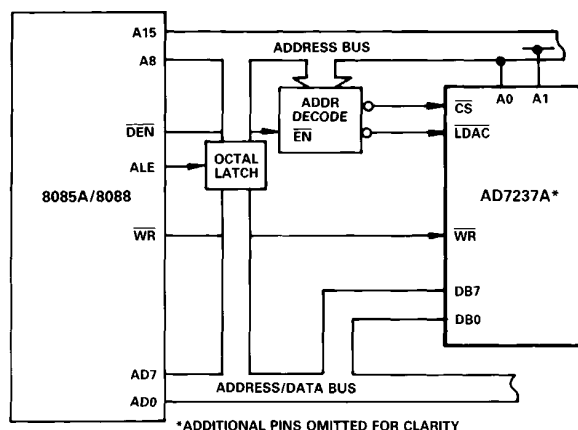 A15
ADDRESS BUS
A8
ADDR
DECODE
EN
A0
A1
CS
LDAC
DEN
ALE
OCTAL
LATCH
8085A/8088
AD7237A*
WR
WR
DB7
DB0
AD7
ADDRESS/DATA BUS
AD0
*ADDITIONAL PINS OMITTED FOR CLARITY